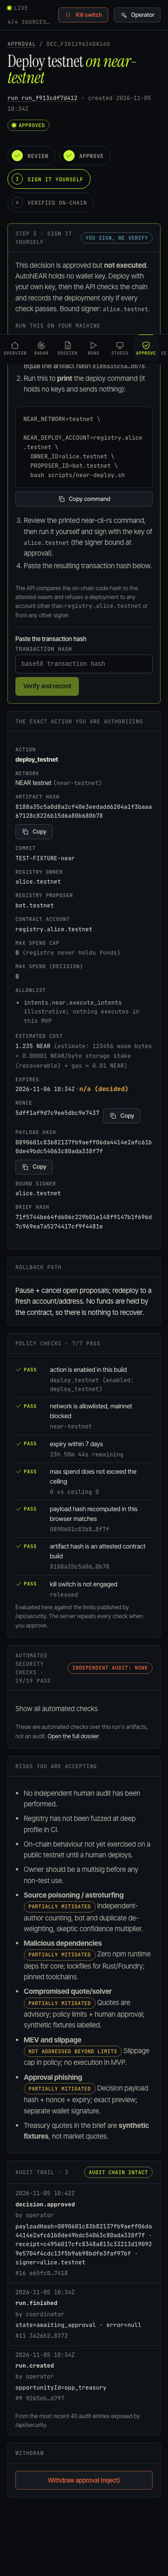 LIVE
Kill switch
Operator
4/4 SOURCES…
APPROVAL / DEC_F28119624D0A160
Deploy testnet on near-testnet
run run_f913cdf7d412 · created 2026-11-05 10:34Z
APPROVED
REVIEW
APPROVE
3 SIGN IT YOURSELF
4 VERIFIED ON-CHAIN
STEP 3 · SIGN IT YOURSELF
YOU SIGN, WE VERIFY
This decision is approved but not executed. AutoNEAR holds no wallet key. Deploy with your own key, and the API checks the chain and records the deployment only if every check passes. Bound signer: alice.testnet.
RUN THIS ON YOUR MACHINE
OVERVIEW
RADAR
DOSSIER
RUNS
STUDIO
APPROVE
2. Run this to print the deploy command (it holds no keys and sends nothing):
NEAR_NETWORK=testnet \
NEAR_DEPLOY_ACCOUNT=registry.alice.testnet \
OWNER_ID=alice.testnet \
PROPOSER_ID=bot.testnet \
bash scripts/near-deploy.sh
Copy command
3. Review the printed near-cli-rs command, then run it yourself and sign with the key of alice.testnet (the signer bound at approval).
4. Paste the resulting transaction hash below.
The API compares the on-chain code hash to the attested wasm and refuses a deployment to any account other than registry.alice.testnet or from any other signer.
Paste the transaction hash
TRANSACTION HASH
base58 transaction hash
Verify and record
THE EXACT ACTION YOU ARE AUTHORIZING
ACTION
deploy_testnet
NETWORK
NEAR testnet (near-testnet)
ARTIFACT HASH
Copy
COMMIT
TEST-FIXTURE-near
REGISTRY OWNER
alice.testnet
REGISTRY PROPOSER
bot.testnet
CONTRACT ACCOUNT
registry.alice.testnet
MAX SPEND CAP
0 (registry never holds funds)
MAX SPEND (DECISION)
0
ALLOWLIST
intents.near.execute_intents
illustrative; nothing executes in this MVP
ESTIMATED COST
1.235 NEAR (estimate: 123456 wasm bytes × 0.00001 NEAR/byte storage stake (recoverable) + gas ≈ 0.01 NEAR)
EXPIRES
2026-11-06 10:34Z · n/a (decided)
NONCE
5dff1af9d7c9ee5dbc9e7437
Copy
PAYLOAD HASH
Copy
BOUND SIGNER
alice.testnet
BRIEF HASH
ROLLBACK PATH
Pause + cancel open proposals; redeploy to a fresh account/address. No funds are held by the contract, so there is nothing to recover.
POLICY CHECKS · 7/7 PASS
PASS action is enabled in this build
deploy_testnet (enabled: deploy_testnet)
PASS network is allowlisted, mainnet blocked
near-testnet
PASS expiry within 7 days
23h 50m 44s remaining
PASS max spend does not exceed the ceiling
0 vs ceiling 0
PASS payload hash recomputed in this browser matches
PASS artifact hash is an attested contract build
PASS kill switch is not engaged
released
Evaluated here against the limits published by /api/security. The server repeats every check when you approve.
AUTOMATED SECURITY CHECKS · 19/19 PASS
INDEPENDENT AUDIT: NONE
Show all automated checks
These are automated checks over this run's artifacts, not an audit. Open the full dossier.
RISKS YOU ARE ACCEPTING
No independent human audit has been performed.
Registry has not been fuzzed at deep profile in CI.
On-chain behaviour not yet exercised on a public testnet until a human deploys.
Owner should be a multisig before any non-test use.
Source poisoning / astroturfing PARTIALLY MITIGATED Independent-author counting, bot and duplicate de-weighting, skeptic confidence multiplier.
Malicious dependencies PARTIALLY MITIGATED Zero npm runtime deps for core; lockfiles for Rust/Foundry; pinned toolchains.
Compromised quote/solver PARTIALLY MITIGATED Quotes are advisory; policy limits + human approval; synthetic fixtures labelled.
MEV and slippage NOT ADDRESSED BEYOND LIMITS Slippage cap in policy; no execution in MVP.
Approval phishing PARTIALLY MITIGATED Decision payload hash + nonce + expiry; exact preview; separate wallet signature.
Treasury quotes in the brief are synthetic fixtures, not market quotes.
AUDIT TRAIL · 3
AUDIT CHAIN INTACT
2026-11-05 10:42Z
decision.approved
by operator
signer=alice.testnet
2026-11-05 10:34Z
run.finished
by coordinator
state=awaiting_approval · error=null
2026-11-05 10:34Z
run.created
by operator
opportunityId=opp_treasury
From the most recent 40 audit entries exposed by /api/security.
WITHDRAW
Withdraw approval (reject)